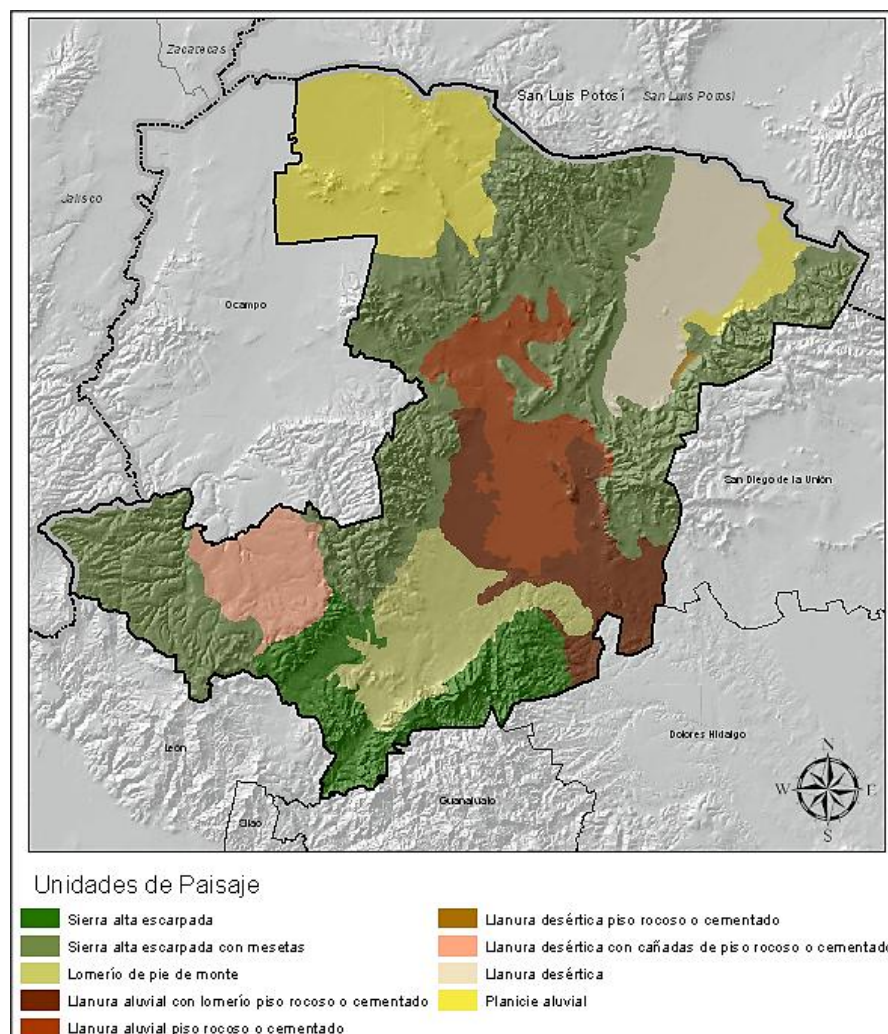 Zacatecas
San Luis Potosí
San Luis Potosí
Jalisco
Ocampo
San Diego de la Unión
León
Dolores Hidalgo
Silao
Guanajuato
N
W
E
S
Unidades de Paisaje
Sierra alta escarpada
Sierra alta escarpada con mesetas
Lomerío de pie de monte
Llanura aluvial con lomerío piso rocoso o cementado
Llanura aluvial piso rocoso o cementado
Llanura desértica piso rocoso o cementado
Llanura desértica con cañadas de piso rocoso o cementado
Llanura desértica
Planicie aluvial